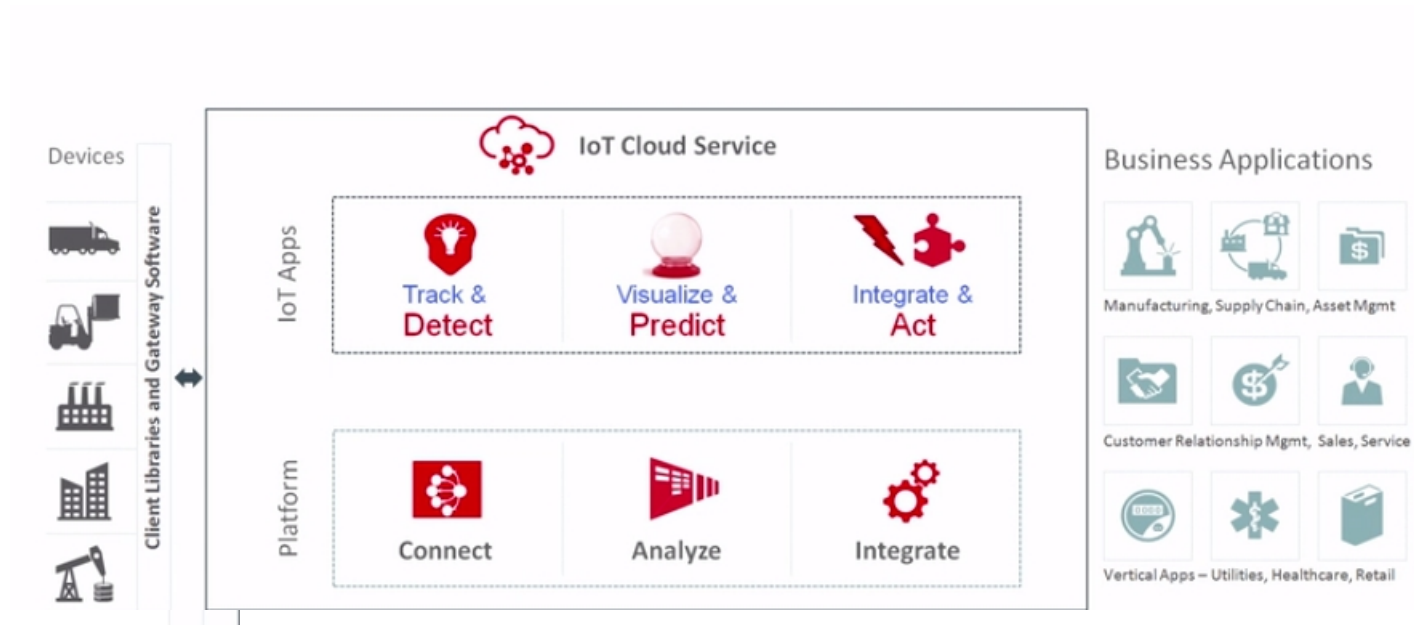 IoT Cloud Service
Devices
Client Libraries and Gateway Software
IoT Apps
Track &
Detect
Visualize &
Predict
Integrate &
Act
Platform
Connect
Analyze
Integrate
Business Applications
Manufacturing, Supply Chain, Asset Mgmt
Customer Relationship Mgmt, Sales, Service
Vertical Apps – Utilities, Healthcare, Retail